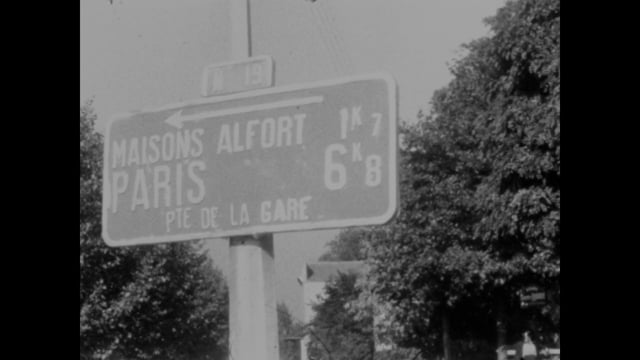 N 19
MAISONS ALFORT 1K7
PARIS 6K8
PTE DE LA GARE